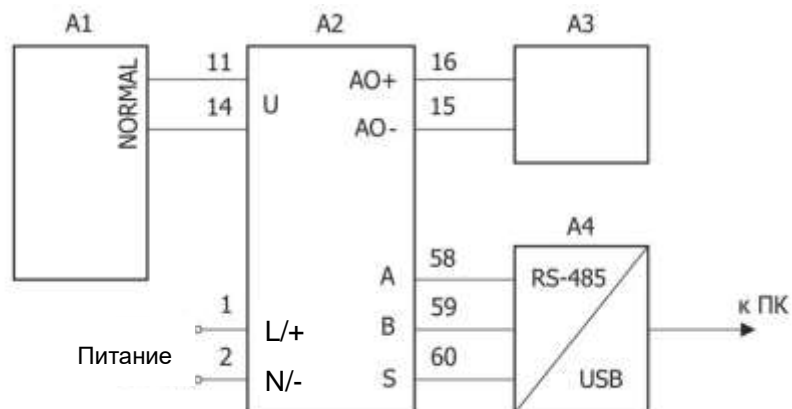 A1 A2 A3
NORMAL
11 16
AO+
U
14 15
AO-
A4
58
A RS-485
1 59 к ПК
L/+ B
Питание
2 60
N/- S USB